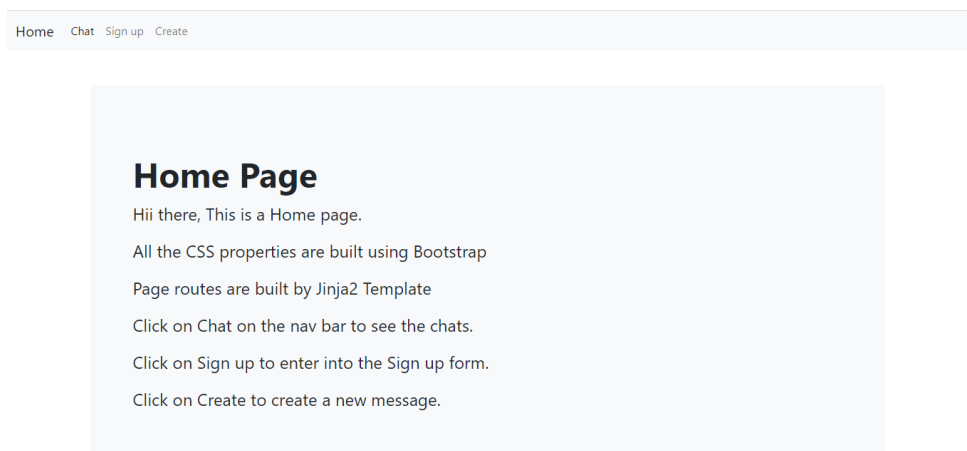 Home Chat Sign up Create
Home Page
Hii there, This is a Home page.
All the CSS properties are built using Bootstrap
Page routes are built by Jinja2 Template
Click on Chat on the nav bar to see the chats.
Click on Sign up to enter into the Sign up form.
Click on Create to create a new message.